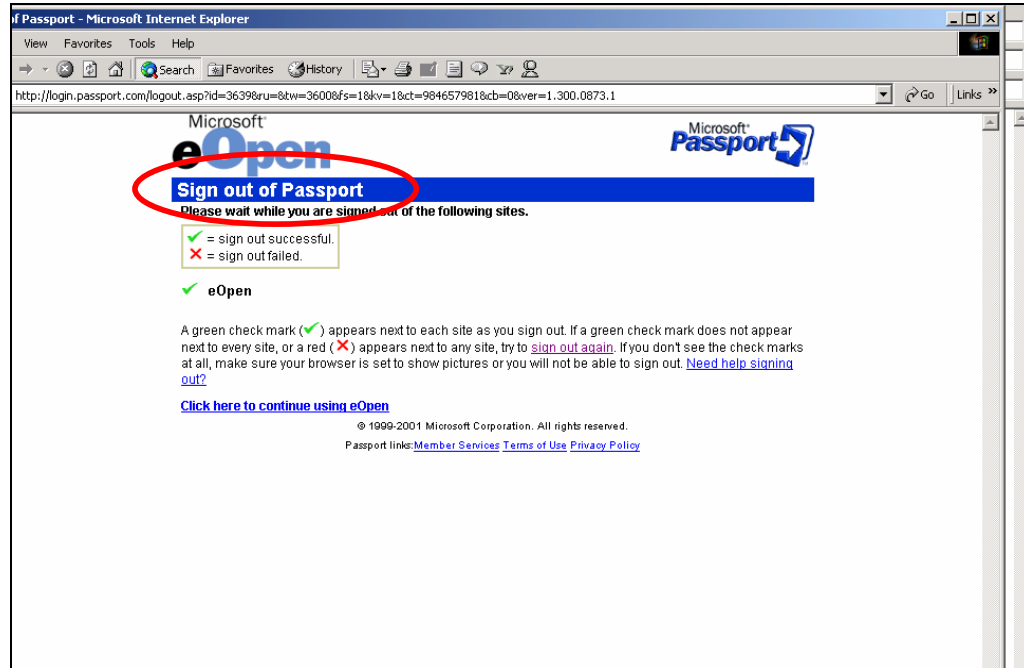 of Passport - Microsoft Internet Explorer
View Favorites Tools Help
Search Favorites History
http://login.passport.com/logout.asp?id=3639&ru=&tw=3600&fs=1&kv=1&ct=984657981&cb=0&ver=1.300.0873.1 Go Links »
Microsoft
eOpen
Microsoft
Passport
Sign out of Passport
Please wait while you are signed out of the following sites.
✓ = sign out successful.
✕ = sign out failed.
✓ eOpen
A green check mark (✓) appears next to each site as you sign out. If a green check mark does not appear
next to every site, or a red (✕) appears next to any site, try to sign out again. If you don't see the check marks
at all, make sure your browser is set to show pictures or you will not be able to sign out. Need help signing
out?
Click here to continue using eOpen
© 1999-2001 Microsoft Corporation. All rights reserved.
Passport links:Member Services Terms of Use Privacy Policy